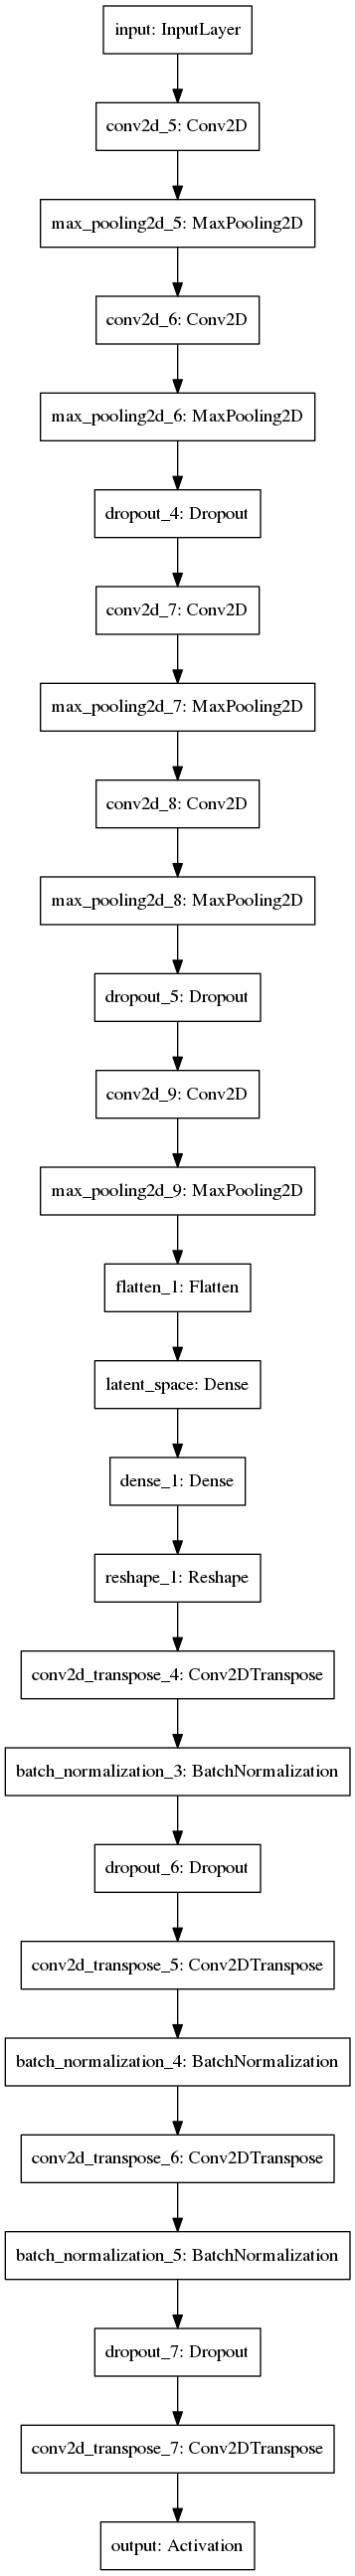 input: InputLayer
conv2d_5: Conv2D
max_pooling2d_5: MaxPooling2D
conv2d_6: Conv2D
max_pooling2d_6: MaxPooling2D
dropout_4: Dropout
conv2d_7: Conv2D
max_pooling2d_7: MaxPooling2D
conv2d_8: Conv2D
max_pooling2d_8: MaxPooling2D
dropout_5: Dropout
conv2d_9: Conv2D
max_pooling2d_9: MaxPooling2D
flatten_1: Flatten
latent_space: Dense
dense_1: Dense
reshape_1: Reshape
conv2d_transpose_4: Conv2DTranspose
batch_normalization_3: BatchNormalization
dropout_6: Dropout
conv2d_transpose_5: Conv2DTranspose
batch_normalization_4: BatchNormalization
conv2d_transpose_6: Conv2DTranspose
batch_normalization_5: BatchNormalization
dropout_7: Dropout
conv2d_transpose_7: Conv2DTranspose
output: Activation